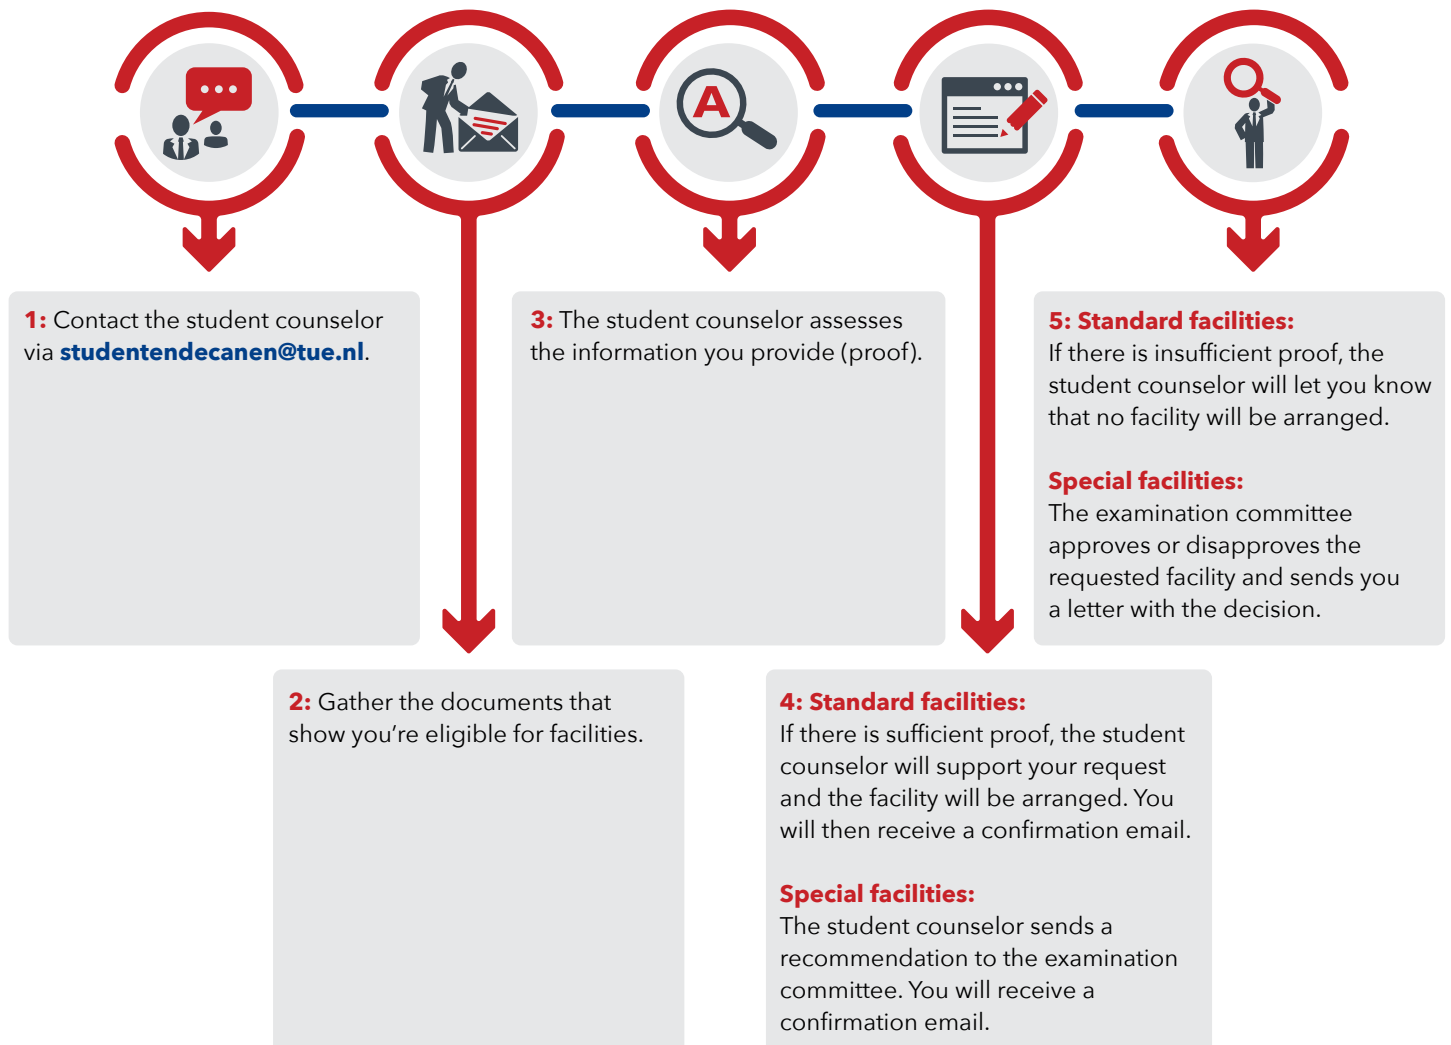 A
1: Contact the student counselor
via studentendecanen@tue.nl.
2: Gather the documents that
show you’re eligible for facilities.
3: The student counselor assesses
the information you provide (proof).
4: Standard facilities:
If there is sufficient proof, the student
counselor will support your request
and the facility will be arranged. You
will then receive a confirmation email.
Special facilities:
The student counselor sends a
recommendation to the examination
committee. You will receive a
confirmation email.
5: Standard facilities:
If there is insufficient proof, the
student counselor will let you know
that no facility will be arranged.
Special facilities:
The examination committee
approves or disapproves the
requested facility and sends you
a letter with the decision.